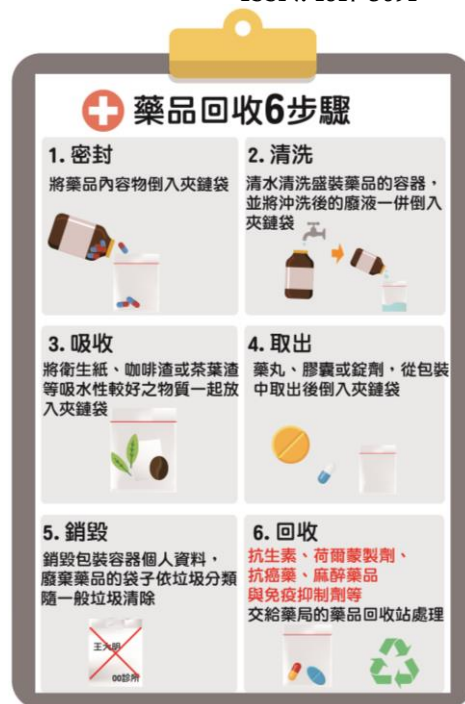 藥品回收6步驟
1. 密封
將藥品內容物倒入夾鏈袋
2. 清洗
清水清洗盛裝藥品的容器，
並將沖洗後的廢液一併倒入
夾鏈袋
3. 吸收
將衛生紙、咖啡渣或茶葉渣
等吸水性較好之物質一起放
入夾鏈袋
4. 取出
藥丸、膠囊或錠劑，從包裝
中取出後倒入夾鏈袋
5. 銷毀
銷毀包裝容器個人資料，
廢棄藥品的袋子依垃圾分類
隨一般垃圾清除
王大明
00診所
6. 回收
抗生素、荷爾蒙製劑、
抗癌藥、麻醉藥品
與免疫抑制劑等
交給藥局的藥品回收站處理